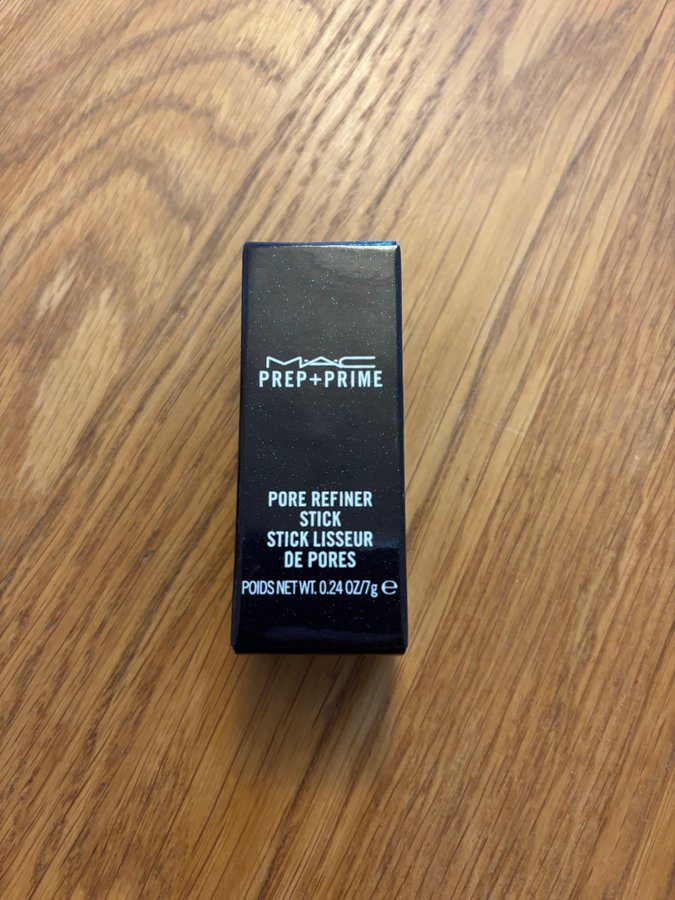 M·A·C
PREP+PRIME
PORE REFINER
STICK
STICK LISSEUR
DE PORES
POIDS NET WT. 0.24 OZ/7g ℮